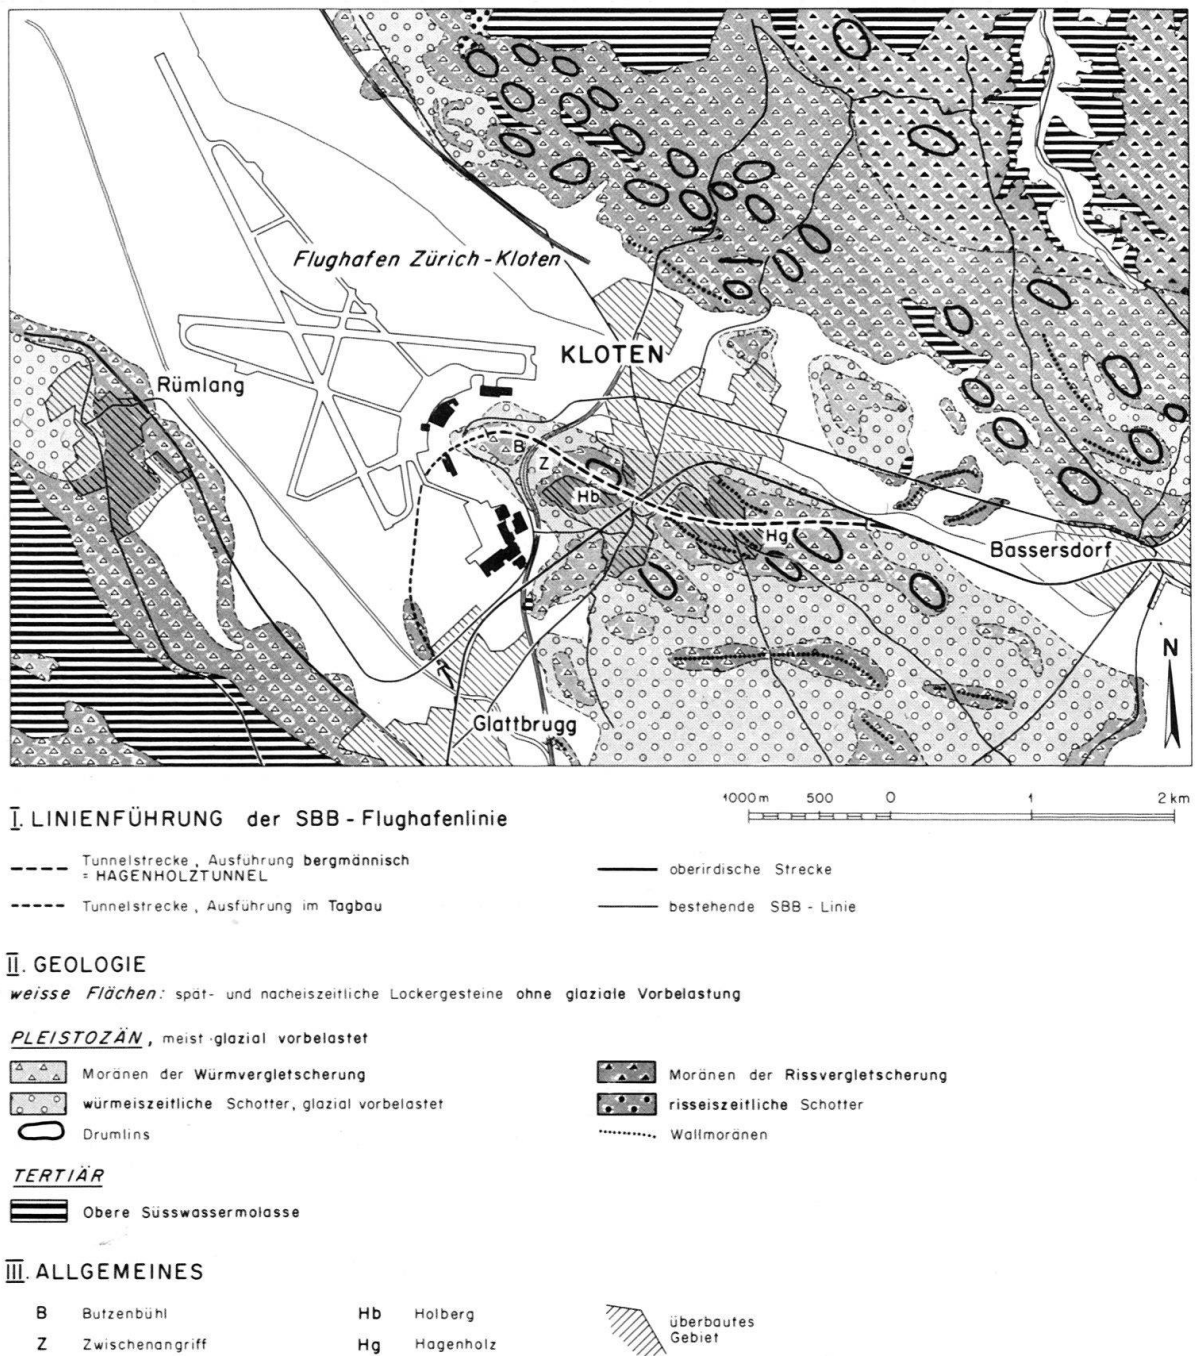 Flughafen Zürich-Kloten
KLOTEN
Rümlang
B
Z
Hb
Hg
Bassersdorf
N
Glattbrugg
I. LINIENFÜHRUNG der SBB-Flughafenlinie
1000 m 500 0 1 2 km
Tunnelstrecke, Ausführung bergmännisch
= HAGENHOLZTUNNEL
oberirdische Strecke
Tunnelstrecke, Ausführung im Tagbau
bestehende SBB-Linie
II. GEOLOGIE
weisse Flächen: spät- und nacheiszeitliche Lockergesteine ohne glaziale Vorbelastung
PLEISTOZÄN, meist glazial vorbelastet
Moränen der Würmvergletscherung
Moränen der Rissvergletscherung
würmeiszeitliche Schotter, glazial vorbelastet
risseiszeitliche Schotter
Drumlins
Wallmoränen
TERTIÄR
Obere Süsswassermolasse
III. ALLGEMEINES
B Butzenbühl
Hb Holberg
überbautes
Gebiet
Z Zwischenangriff
Hg Hagenholz